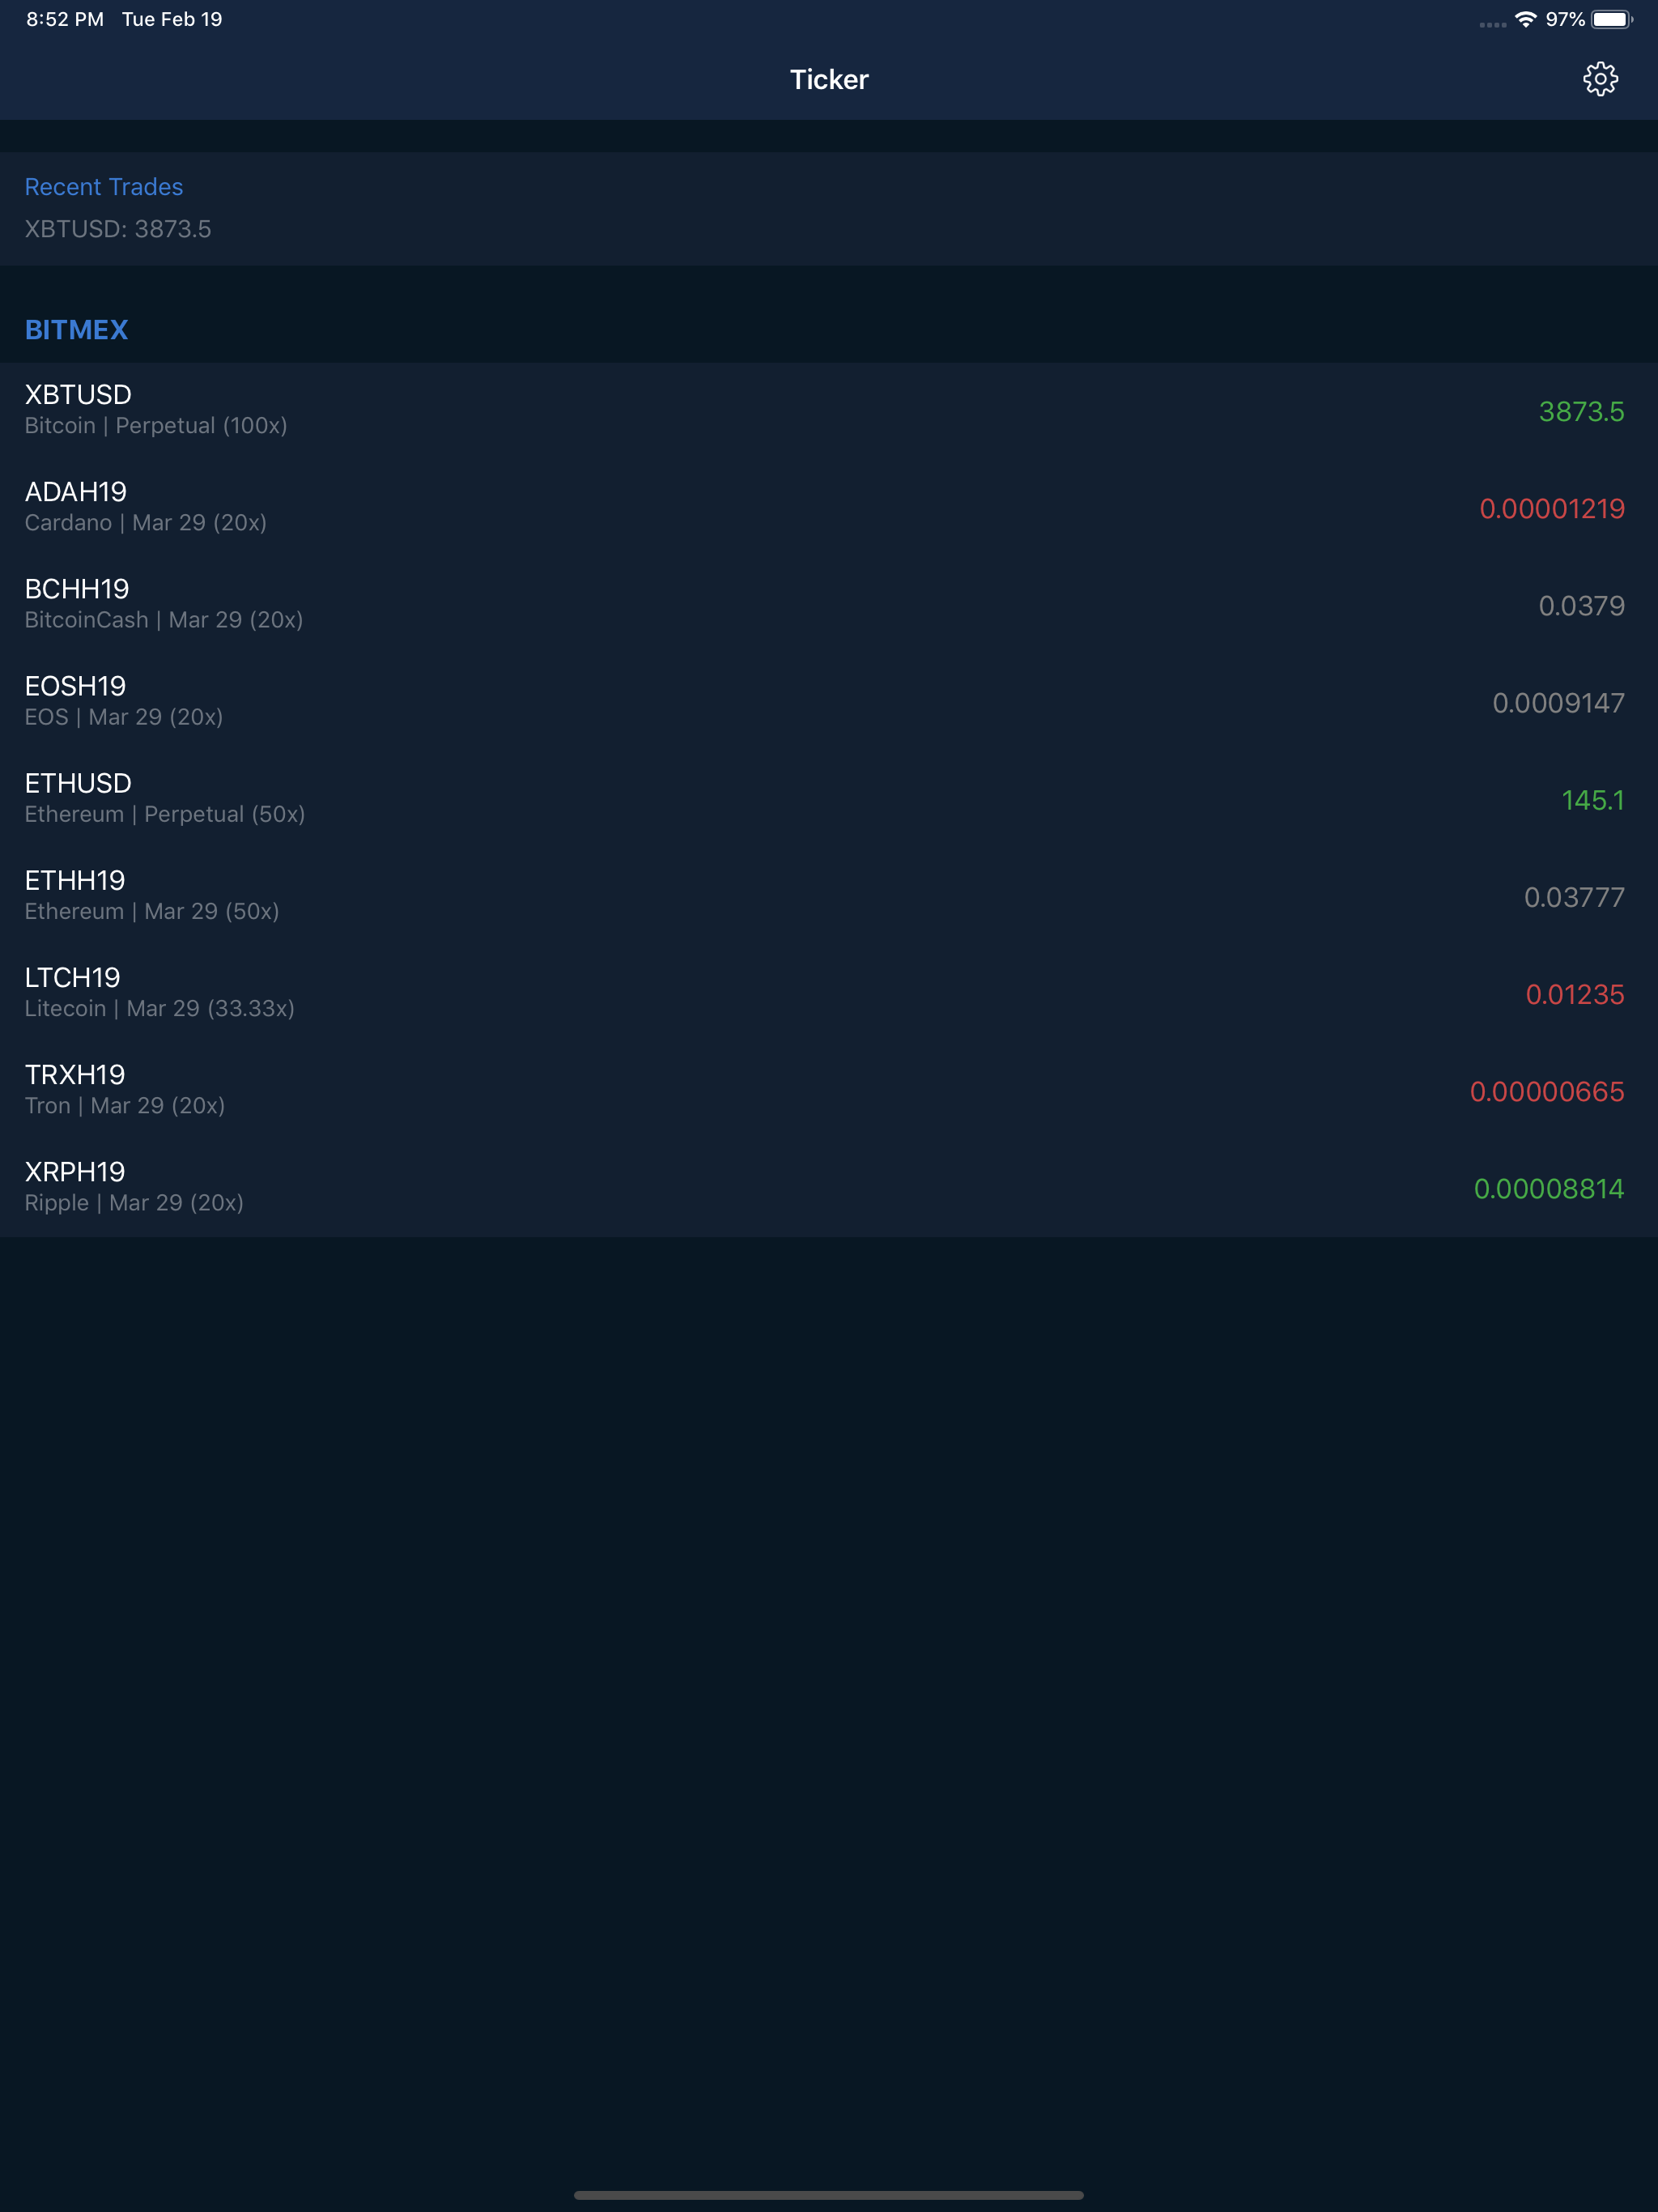 8:52 PM Tue Feb 19 97%
Ticker
Recent Trades
XBTUSD: 3873.5
BITMEX
XBTUSD
Bitcoin | Perpetual (100x)
3873.5
ADAH19
Cardano | Mar 29 (20x)
0.00001219
BCHH19
BitcoinCash | Mar 29 (20x)
0.0379
EOSH19
EOS | Mar 29 (20x)
0.0009147
ETHUSD
Ethereum | Perpetual (50x)
145.1
ETHH19
Ethereum | Mar 29 (50x)
0.03777
LTCH19
Litecoin | Mar 29 (33.33x)
0.01235
TRXH19
Tron | Mar 29 (20x)
0.00000665
XRPH19
Ripple | Mar 29 (20x)
0.00008814